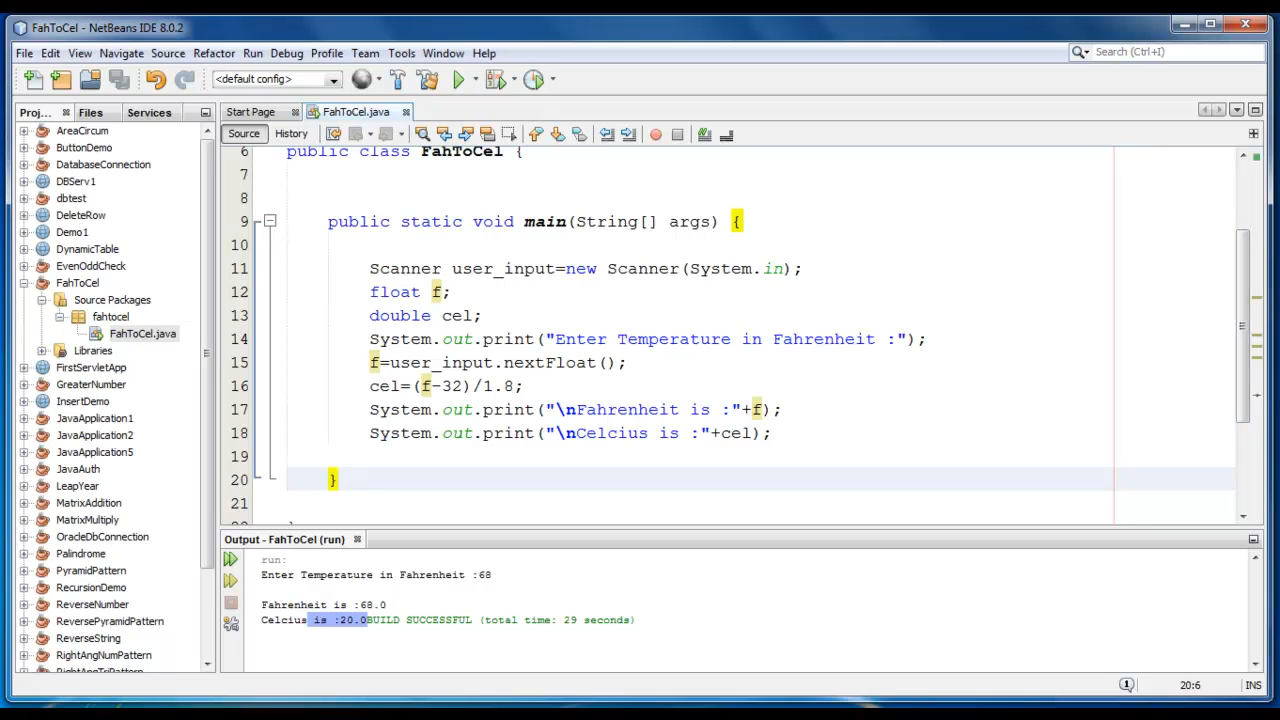 FahToCel - NetBeans IDE 8.0.2
File Edit View Navigate Source Refactor Run Debug Profile Team Tools Window Help
Search (Ctrl+I)
<default config>
Proj... Files Services
AreaCircum
ButtonDemo
DatabaseConnection
DBServ1
dbtest
DeleteRow
Demo1
DynamicTable
EvenOddCheck
FahToCel
Source Packages
fahtocel
FahToCel.java
Libraries
FirstServletApp
GreaterNumber
InsertDemo
JavaApplication1
JavaApplication2
JavaApplication5
JavaAuth
LeapYear
MatrixAddition
MatrixMultiply
OracleDbConnection
Palindrome
PyramidPattern
RecursionDemo
ReverseNumber
ReversePyramidPattern
ReverseString
RightAngNumPattern
RightAngTriPattern
Start Page FahToCel.java
Source History
6 public class FahToCel {
7
8
9 public static void main(String[] args) {
10
11 Scanner user_input=new Scanner(System.in);
12 float f;
13 double cel;
14 System.out.print("Enter Temperature in Fahrenheit :");
15 f=user_input.nextFloat();
16 cel=(f-32)/1.8;
17 System.out.print("\nFahrenheit is :"+f);
18 System.out.print("\nCelcius is :"+cel);
19
20 }
21
22 }
Output - FahToCel (run)
run:
Enter Temperature in Fahrenheit :68
Fahrenheit is :68.0
Celcius is :20.0BUILD SUCCESSFUL (total time: 29 seconds)
1 20:6 INS